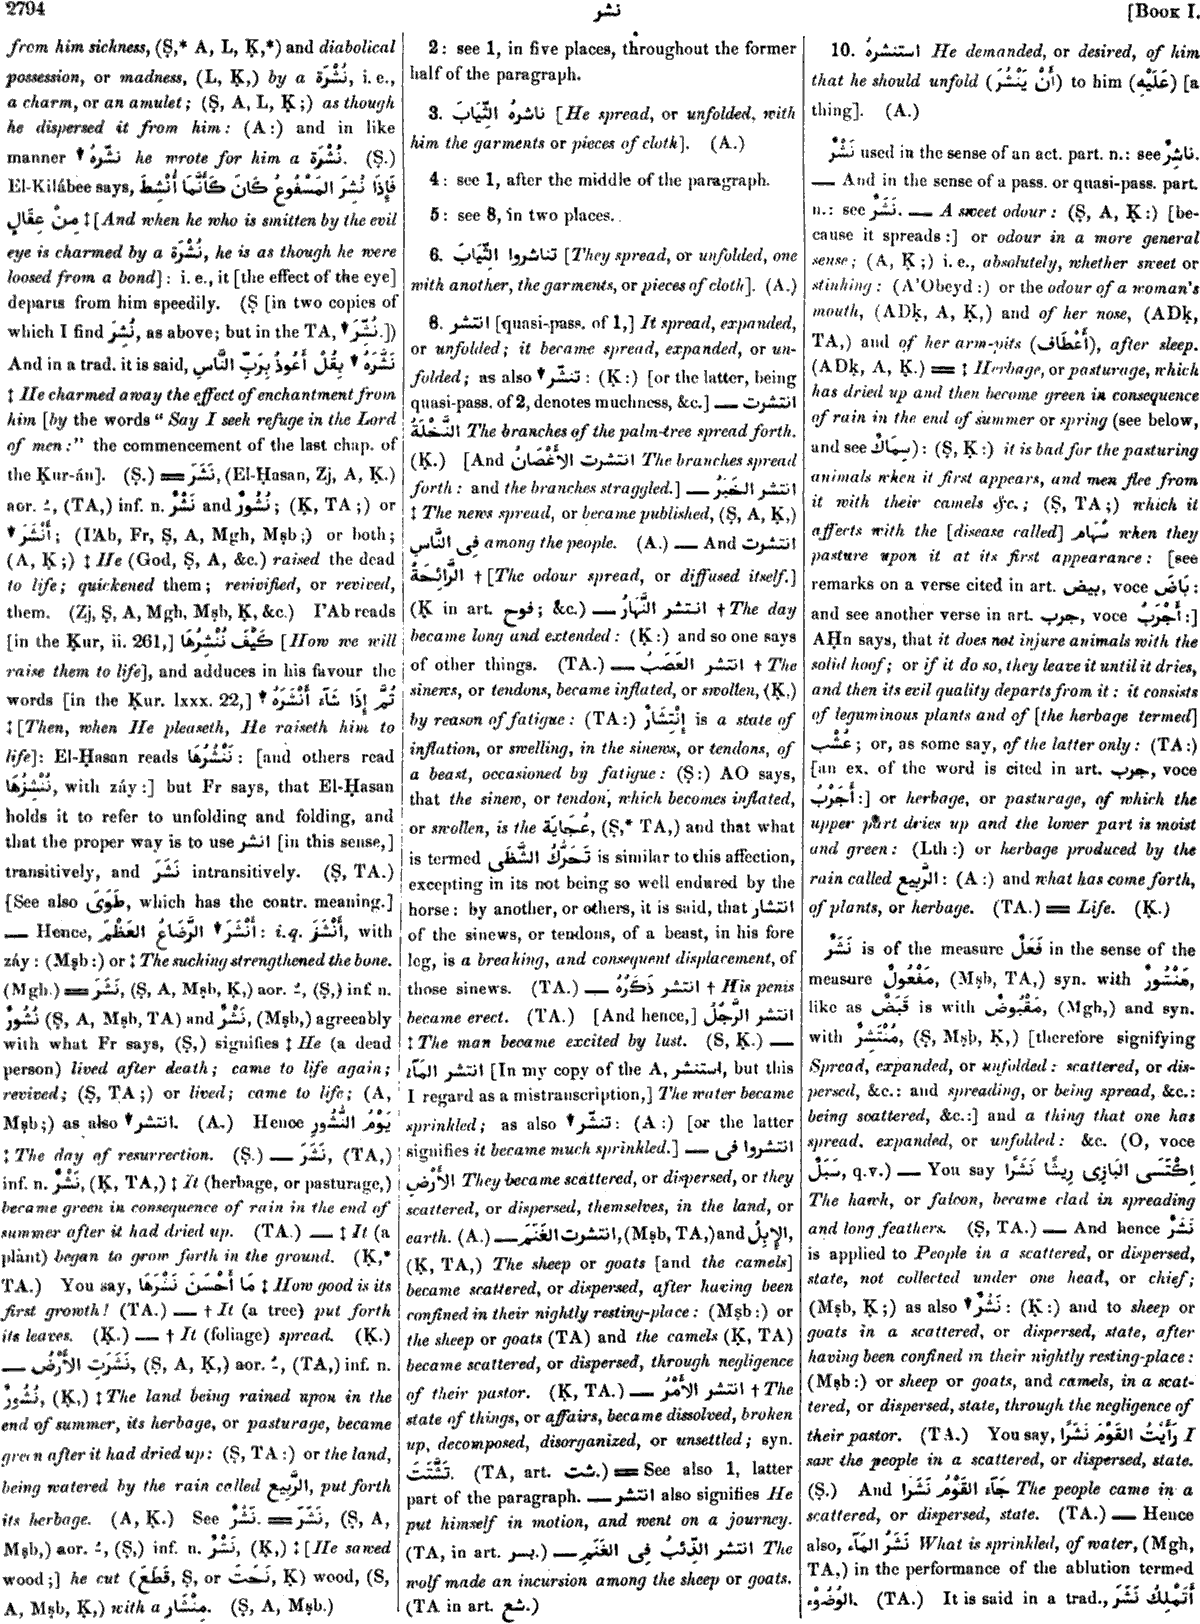 2794
نشر
[BOOK I.
from him sickness, (Ṣ,* A, L, Ḳ,*) and diabolical
possession, or madness, (L, Ḳ,) by a نُشْرَة, i. e.,
a charm, or an amulet; (Ṣ, A, L, Ḳ;) as though
he dispersed it from him: (A:) and in like
manner ▾ نشّرهُ he wrote for him a نُشْرَة. (Ṣ.)
El-Kilábee says, فَإِذَا نُشِرَ المَسْفُوعُ كَانَ كَأَنَّمَا أُنْشِطَ
مِنْ عِقَالٍ ‡ [And when he who is smitten by the evil
eye is charmed by a نُشْرَة, he is as though he were
loosed from a bond]: i. e., it [the effect of the eye]
departs from him speedily. (Ṣ [in two copies of
which I find نُشِرَ, as above; but in the TA, ▾ نُشِّرَ.])
And in a trad. it is said, نَشَّرَهُ ▾ بِقُلْ أَعُوذُ بِرَبِّ النَّاسِ
‡ He charmed away the effect of enchantment from
him [by the words “ Say I seek refuge in the Lord
of men :” the commencement of the last chap. of
the Ḳur-án]. (Ṣ.) ═ نَشَرَ, (El-Ḥasan, Zj, A, Ḳ.)
aor. ـُ, (TA,) inf. n. نَشْرٌ and نُشُورٌ; (Ḳ, TA;) or
▾ أَنْشَرَ; (I’Ab, Fr, Ṣ, A, Mgh, Mṣb;) or both;
(A, Ḳ;) ‡ He (God, Ṣ, A, &c.) raised the dead
to life; quickened them; revivified, or revived,
them. (Zj, Ṣ, A, Mgh, Mṣb, Ḳ, &c.) I’Ab reads
[in the Ḳur, ii. 261,] كَيْفَ نُنْشِرُهَا [How we will
raise them to life], and adduces in his favour the
words [in the Ḳur. lxxx. 22,] ثُمَّ إِذَا شَآءَ أَنْشَرَهُ ▾
‡ [Then, when He pleaseth, He raiseth him to
life]: El-Ḥasan reads نَنْشُرُهَا: [and others read
نُنْشِزُهَا, with záy:] but Fr says, that El-Ḥasan
holds it to refer to unfolding and folding, and
that the proper way is to use انشر [in this sense,]
transitively, and نَشَرَ intransitively. (Ṣ, TA.)
[See also طَوَى, which has the contr. meaning.]
— Hence, أَنْشَرَ ▾ الرَّضَاعُ العَظْمَ: i. q. أَنْشَزَ, with
záy: (Mṣb:) or ‡ The sucking strengthened the bone.
(Mgh.) ═ نَشَرَ, (Ṣ, A, Mṣb, Ḳ,) aor. ـُ, (Ṣ,) inf. n.
نُشُورٌ (Ṣ, A, Mṣb, TA) and نَشْرٌ, (Mṣb,) agreeably
with what Fr says, (Ṣ,) signifies ‡ He (a dead
person) lived after death; came to life again;
revived; (Ṣ, TA;) or lived; came to life; (A,
Mṣb;) as also ▾ انتشر. (A.) Hence يَوْمُ النُّشُورِ
‡ The day of resurrection. (Ṣ.) — نَشَرَ, (TA,)
inf. n. نَشْرٌ, (Ḳ, TA,) ‡ It (herbage, or pasturage,)
became green in consequence of rain in the end of
summer after it had dried up. (TA.) — ‡ It (a
plant) began to grow forth in the ground. (Ḳ,*
TA.) You say, مَا أَحْسَنَ نَشْرَهَا ‡ How good is its
first growth! (TA.) — † It (a tree) put forth
its leaves. (Ḳ.) — † It (foliage) spread. (Ḳ.)
— نَشَرَتِ الأَرْضُ, (Ṣ, A, Ḳ,) aor. ـُ, (TA,) inf. n.
نُشُورٌ, (Ḳ,) ‡ The land being rained upon in the
end of summer, its herbage, or pasturage, became
green after it had dried up: (Ṣ, TA:) or the land,
being watered by the rain called الرَّبِيع, put forth
its herbage. (A, Ḳ.) See نَشْرٌ. ═ نَشَرَ, (Ṣ, A,
Mṣb,) aor. ـُ, (Ṣ,) inf. n. نَشْرٌ, (Ḳ,) ‡ [He sawed
wood;] he cut (قَطَعَ, Ṣ, or نَحَتَ, Ḳ) wood, (Ṣ,
A, Mṣb, Ḳ,) with a مِنْشَار. (Ṣ, A, Mṣb.)
2: see 1, in five places, throughout the former
half of the paragraph.
3. ناشرهُ الثِّيَابَ [He spread, or unfolded, with
him the garments or pieces of cloth]. (A.)
4: see 1, after the middle of the paragraph.
5: see 8, in two places.
6. تناشروا الثِّيَابَ [They spread, or unfolded, one
with another, the garments, or pieces of cloth]. (A.)
8. انتشر [quasi-pass. of 1,] It spread, expanded,
or unfolded; it became spread, expanded, or un-
folded; as also ▾ تنشّر: (Ḳ:) [or the latter, being
quasi-pass. of 2, denotes muchness, &c.] — انتشرت
النَّخْلَةُ The branches of the palm-tree spread forth.
(Ḳ.) [And انتشرت الأَغْصَانُ The branches spread
forth: and the branches straggled.] — انتشر الخَبَرُ
‡ The news spread, or became published, (Ṣ, A, Ḳ,)
فِى النَّاسِ among the people. (A.) — And انتشرت
الرَّائِحَةُ † [The odour spread, or diffused itself.]
(Ḳ in art. فوح; &c.) — انتشر النَّهَارُ † The day
became long and extended: (Ḳ:) and so one says
of other things. (TA.) — انتشر العَصَبُ † The
sinews, or tendons, became inflated, or swollen, (Ḳ,)
by reason of fatigue: (TA:) إِنْتِشَارٌ is a state of
inflation, or swelling, in the sinews, or tendons, of
a beast, occasioned by fatigue: (Ṣ:) AO says,
that the sinew, or tendon, which becomes inflated,
or swollen, is the عُجَايَة, (Ṣ,* TA,) and that what
is termed تَحَرُّكُ الشَّظَى is similar to this affection,
excepting in its not being so well endured by the
horse: by another, or others, it is said, that انتشار
of the sinews, or tendons, of a beast, in his fore
leg, is a breaking, and consequent displacement, of
those sinews. (TA.) — انتشر ذَكَرُهُ † His penis
became erect. (TA.) [And hence,] انتشر الرَّجُلُ
‡ The man became excited by lust. (Ṣ, Ḳ.) —
انتشر المَآءُ [In my copy of the A, استنشر, but this
I regard as a mistranscription,] The water became
sprinkled; as also ▾ تنشّر: (A:) [or the latter
signifies it became much sprinkled.] — انتشروا فى
الأَرْضِ They became scattered, or dispersed, or they
scattered, or dispersed, themselves, in the land, or
earth. (A.) — انتشرت الغَنَمُ, (Mṣb, TA,) and الإِبِلُ,
(Ḳ, TA,) The sheep or goats [and the camels]
became scattered, or dispersed, after having been
confined in their nightly resting-place: (Mṣb:) or
the sheep or goats (TA) and the camels (Ḳ, TA)
became scattered, or dispersed, through negligence
of their pastor. (Ḳ, TA.) — انتشر الأَمْرُ † The
state of things, or affairs, became dissolved, broken
up, decomposed, disorganized, or unsettled; syn.
تَشَتَّتَ. (TA, art. شت.) ═ See also 1, latter
part of the paragraph. — انتشر also signifies He
put himself in motion, and went on a journey.
(TA, in art. بسر.) — انتشر الذِّئْبُ فِى الغَنَمِ The
wolf made an incursion among the sheep or goats.
(TA in art. شع.)
10. استنشرهُ He demanded, or desired, of him
that he should unfold (أَنْ يَنْشُرَ) to him (عَلَيْهِ) [a
thing]. (A.)
نَشْرٌ used in the sense of an act. part. n.: see نَاشِرٌ.
— And in the sense of a pass. or quasi-pass. part.
n.: see نَشَرٌ. — A sweet odour: (Ṣ, A, Ḳ:) [be-
cause it spreads:] or odour in a more general
sense; (A, Ḳ;) i. e., absolutely, whether sweet or
stinking: (A’Obeyd:) or the odour of a woman’s
mouth, (ADḳ, A, Ḳ,) and of her nose, (ADḳ,
TA,) and of her arm-pits (أَعْطَاف), after sleep.
(ADḳ, A, Ḳ.) ═ ‡ Herbage, or pasturage, which
has dried up and then become green in consequence
of rain in the end of summer or spring (see below,
and see سِمَاكٌ): (Ṣ, Ḳ:) it is bad for the pasturing
animals when it first appears, and men flee from
it with their camels &c.; (Ṣ, TA;) which it
affects with the [disease called] سُهَام when they
pasture upon it at its first appearance: [see
remarks on a verse cited in art. بيض, voce بَاضَ:
and see another verse in art. جرب, voce أَجْرَبُ:]
AḤn says, that it does not injure animals with the
solid hoof; or if it do so, they leave it until it dries,
and then its evil quality departs from it: it consists
of leguminous plants and of [the herbage termed]
عُشْب; or, as some say, of the latter only: (TA:)
[an ex. of the word is cited in art. جرب, voce
أَجْرَبُ:] or herbage, or pasturage, of which the
upper part dries up and the lower part is moist
and green: (Lth:) or herbage produced by the
rain called الرَّبِيع: (A:) and what has come forth,
of plants, or herbage. (TA.) ═ Life. (Ḳ.)
نَشَرٌ is of the measure فَعَلٌ in the sense of the
measure مَفْعُولٌ, (Mṣb, TA,) syn. with مَنْشُورٌ,
like as قَبَضٌ is with مَقْبُوضٌ, (Mgh,) and syn.
with مُنْتَشِرٌ, (Ṣ, Mṣb, Ḳ,) [therefore signifying
Spread, expanded, or unfolded: scattered, or dis-
persed, &c.: and spreading, or being spread, &c.:
being scattered, &c.:] and a thing that one has
spread, expanded, or unfolded: &c. (O, voce
سَبَلٌ, q.v.) — You say اِكْتَسَى البَازِى رِيشًا نَشَرًا
The hawk, or falcon, became clad in spreading
and long feathers. (Ṣ, TA.) — And hence نَشَرٌ
is applied to People in a scattered, or dispersed,
state, not collected under one head, or chief;
(Mṣb, Ḳ;) as also ▾ نَشْرٌ: (Ḳ:) and to sheep or
goats in a scattered, or dispersed, state, after
having been confined in their nightly resting-place:
(Mṣb:) or sheep or goats, and camels, in a scat-
tered, or dispersed, state, through the negligence of
their pastor. (TA.) You say, رَأَيْتُ القَوْمَ نَشَرًا I
saw the people in a scattered, or dispersed, state.
(Ṣ.) And جَآءَ القَوْمُ نَشَرًا The people came in a
scattered, or dispersed, state. (TA.) — Hence
also, نَشَرُ المَآءِ What is sprinkled, of water, (Mgh,
TA,) in the performance of the ablution termed
الوُضُوْء. (TA.) It is said in a trad., أَتَمْلِكُ نَشَرَ